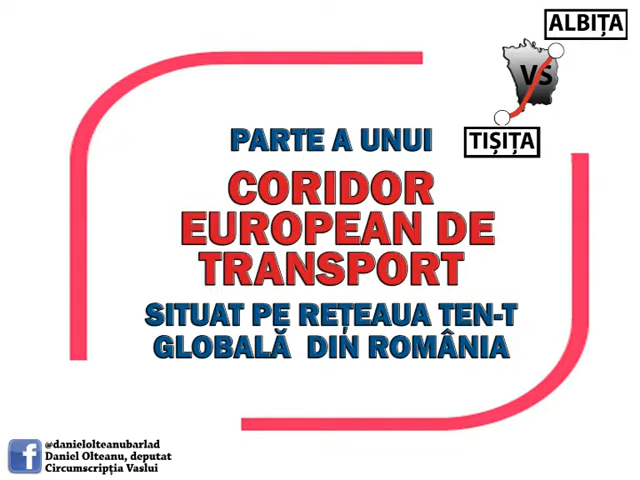 ALBIȚA
VS
TIȘIȚA
PARTE A UNUI
CORIDOR
EUROPEAN DE
TRANSPORT
SITUAT PE REȚEAUA TEN-T
GLOBALĂ DIN ROMÂNIA
f
@danielolteanubarlad
Daniel Olteanu, deputat
Circumscripția Vaslui